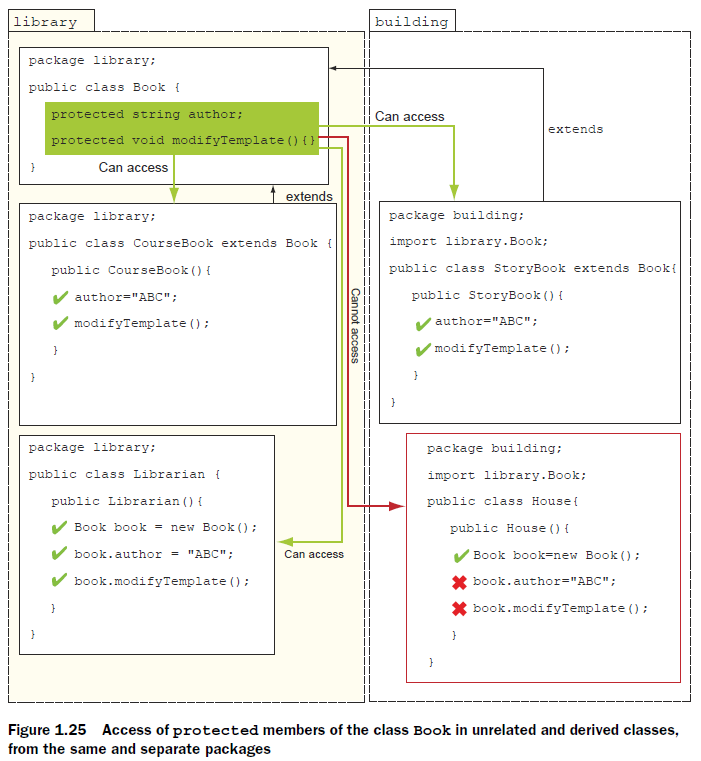 library
package library;
public class Book {
protected string author;
protected void modifyTemplate(){}
}
Can access
extends
package library;
public class CourseBook extends Book {
public CourseBook(){
author="ABC";
modifyTemplate();
}
}
package library;
public class Librarian {
public Librarian(){
Book book = new Book();
book.author = "ABC";
book.modifyTemplate();
}
}
Can access
Cannot access
building
Can access
extends
package building;
import library.Book;
public class StoryBook extends Book{
public StoryBook(){
author="ABC";
modifyTemplate();
}
}
package building;
import library.Book;
public class House{
public House(){
Book book=new Book();
book.author="ABC";
book.modifyTemplate();
}
}
Figure 1.25 Access of protected members of the class Book in unrelated and derived classes,
from the same and separate packages